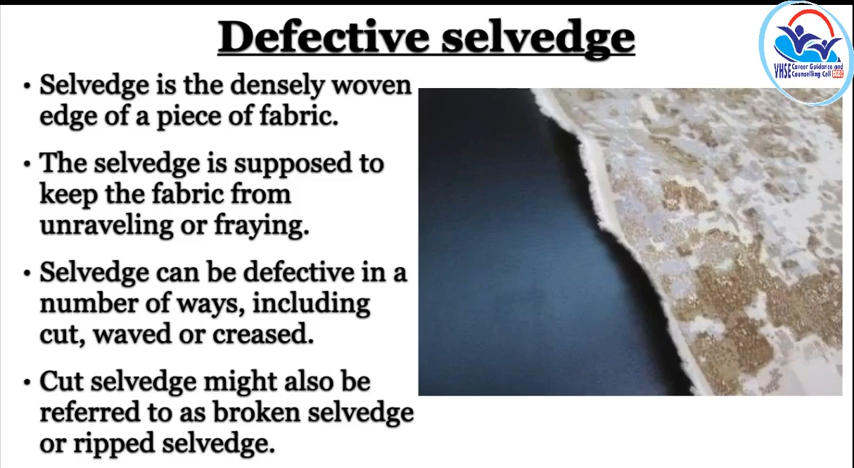 Defective selvedge
• Selvedge is the densely woven
edge of a piece of fabric.
• The selvedge is supposed to
keep the fabric from
unraveling or fraying.
• Selvedge can be defective in a
number of ways, including
cut, waved or creased.
• Cut selvedge might also be
referred to as broken selvedge
or ripped selvedge.
VHSE Career Guidance and
Counselling Cell